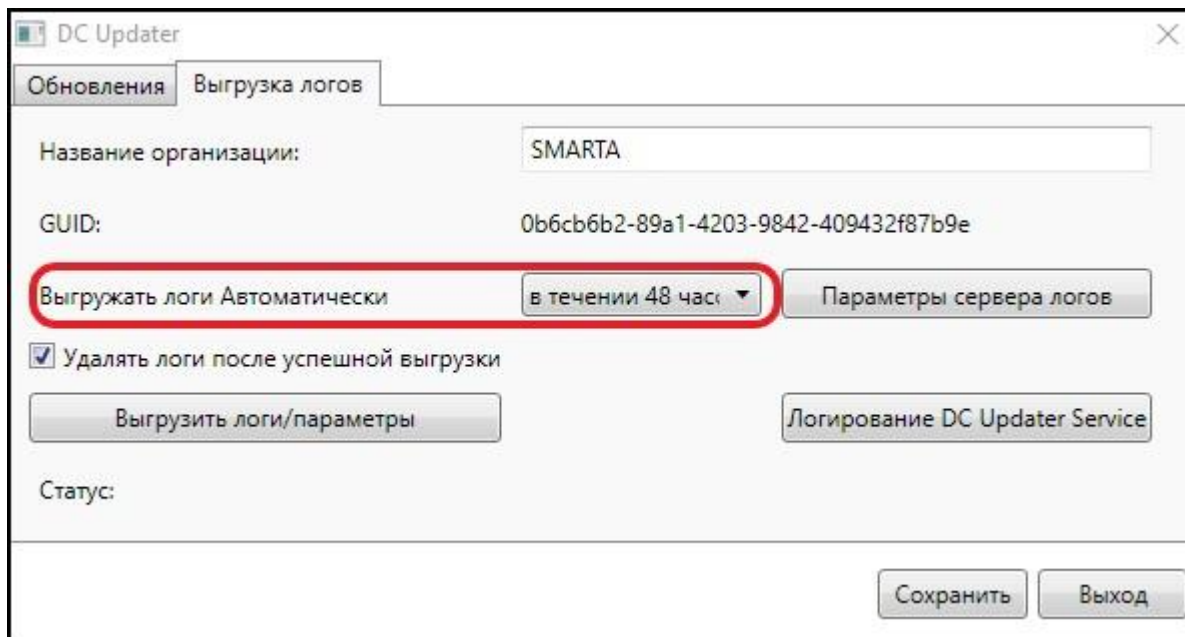 DC Updater
Обновления Выгрузка логов
Название организации: SMARTA
GUID: 0b6cb6b2-89a1-4203-9842-409432f87b9e
Выгружать логи Автоматически в течении 48 час Параметры сервера логов
Удалять логи после успешной выгрузки
Выгрузить логи/параметры Логирование DC Updater Service
Статус:
Сохранить Выход